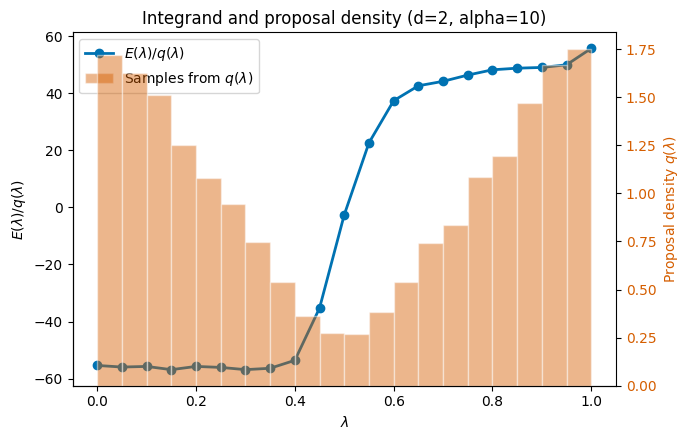 Integrand and proposal density (d=2, alpha=10)
E(λ)/q(λ)
Samples from q(λ)
60
40
20
0
−20
−40
−60
E(λ)/q(λ)
1.75
1.50
1.25
1.00
0.75
0.50
0.25
0.00
Proposal density q(λ)
0.0 0.2 0.4 0.6 0.8 1.0
λ